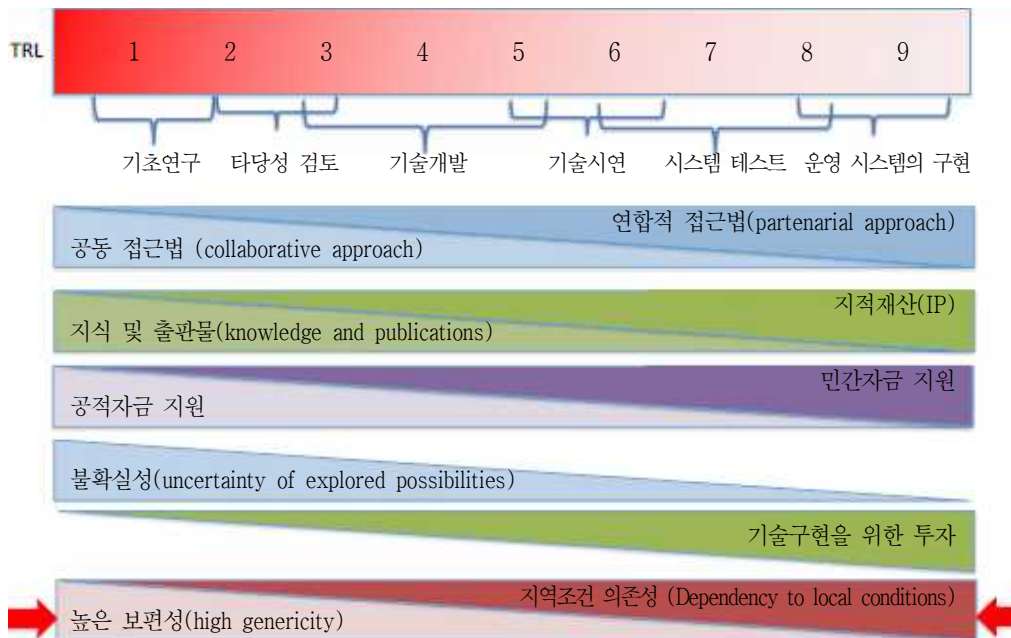 TRL 1 2 3 4 5 6 7 8 9
기초연구 타당성 검토 기술개발 기술시연 시스템 테스트 운영 시스템의 구현
연합적 접근법(partenarial approach)
공동 접근법 (collaborative approach)
지적재산(IP)
지식 및 출판물(knowledge and publications)
민간자금 지원
공적자금 지원
불확실성(uncertainty of explored possibilities)
기술구현을 위한 투자
지역조건 의존성 (Dependency to local conditions)
높은 보편성(high genericity)